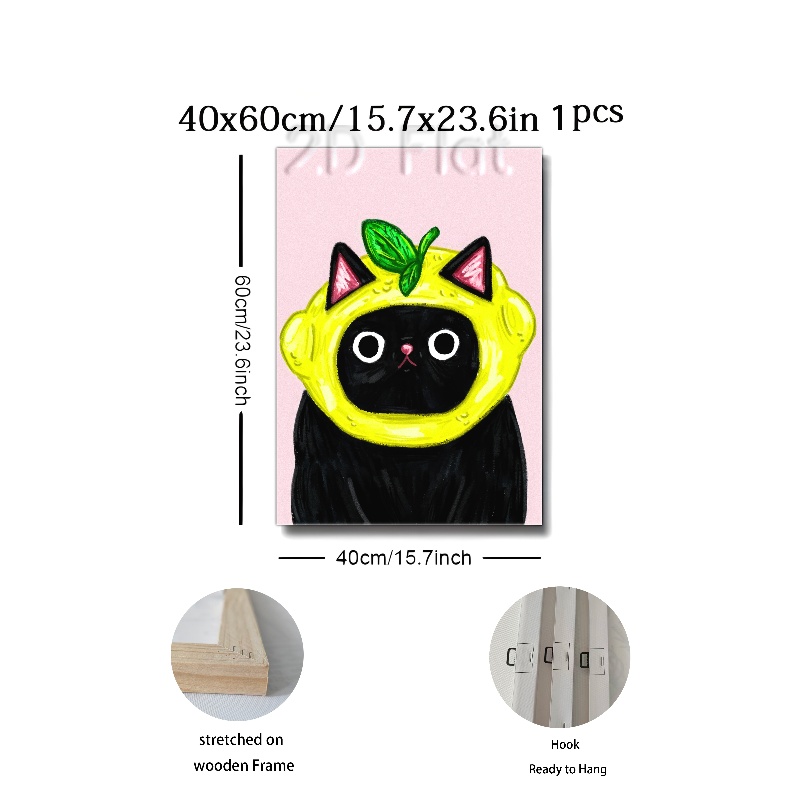 40x60cm/15.7x23.6in 1pcs
2D Flat
60cm/23.6inch
40cm/15.7inch
stretched on
wooden Frame
Hook
Ready to Hang